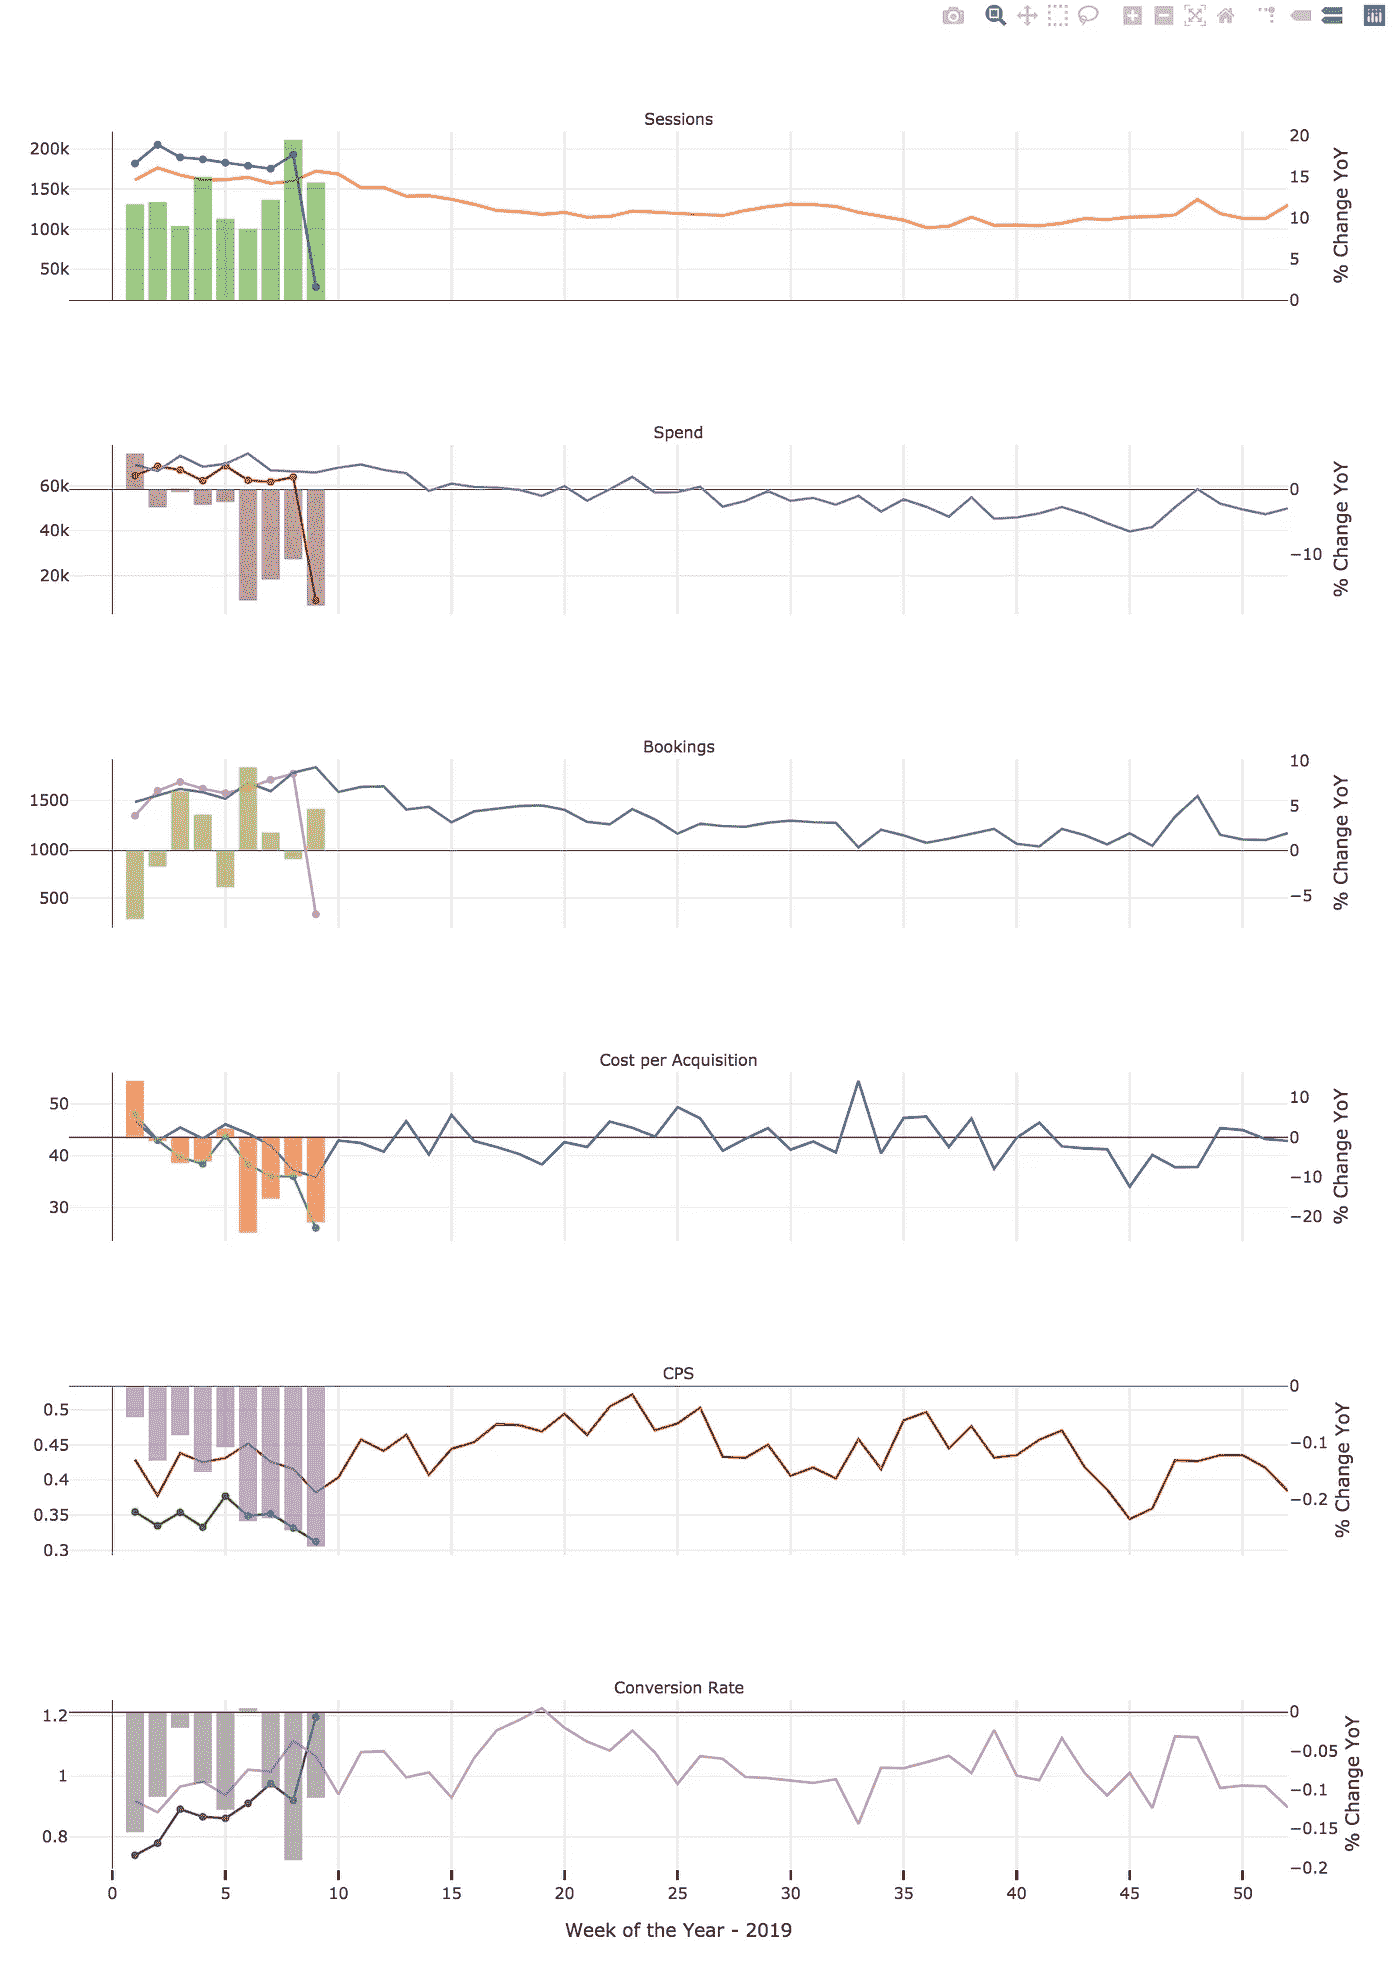 Sessions
200k
150k
100k
50k
20
15
10
5
0
% Change YoY
Spend
60k
40k
20k
0
−10
% Change YoY
Bookings
1500
1000
500
10
5
0
−5
% Change YoY
Cost per Acquisition
50
40
30
10
0
−10
−20
% Change YoY
CPS
0.5
0.45
0.4
0.35
0.3
0
−0.1
−0.2
% Change YoY
Conversion Rate
1.2
1
0.8
0
−0.05
−0.1
−0.15
−0.2
% Change YoY
0 5 10 15 20 25 30 35 40 45 50
Week of the Year - 2019